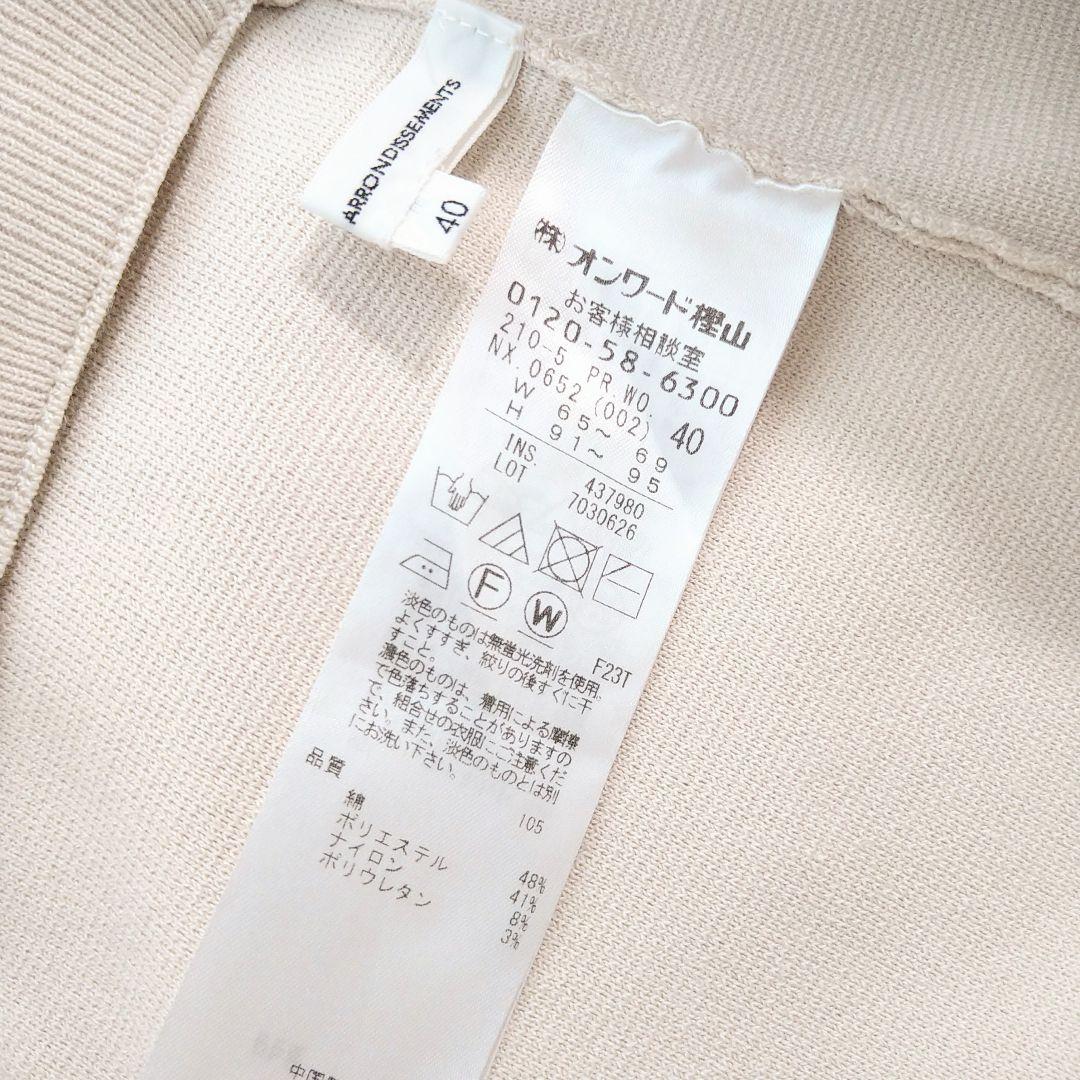 ARRONDISSEMENTS
40
(株)オンワード樫山
お客様相談室
0120-58-6300
210-5 PR.WO.
NX.0652(002) 40
W 65〜 69
H 91〜 95
INS. 437980
LOT 7030626
F W
淡色のものは無蛍光洗剤を使用、
よくすすぎ、絞りの後すぐに干
すこと。
F23T
濃色のものは、着用による摩擦
で色落ちすることがありますの
で、組合せの衣服にご注意くだ
さい。また、淡色のものとは別
にお洗い下さい。
品質
105
綿 48%
ポリエステル 41%
ナイロン 8%
ポリウレタン 3%
中国